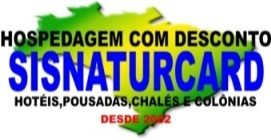 HOSPEDAGEM COM DESCONTO
SISNATURCARD
HOTÉIS,POUSADAS,CHALÉS E COLÔNIAS
DESDE 2002